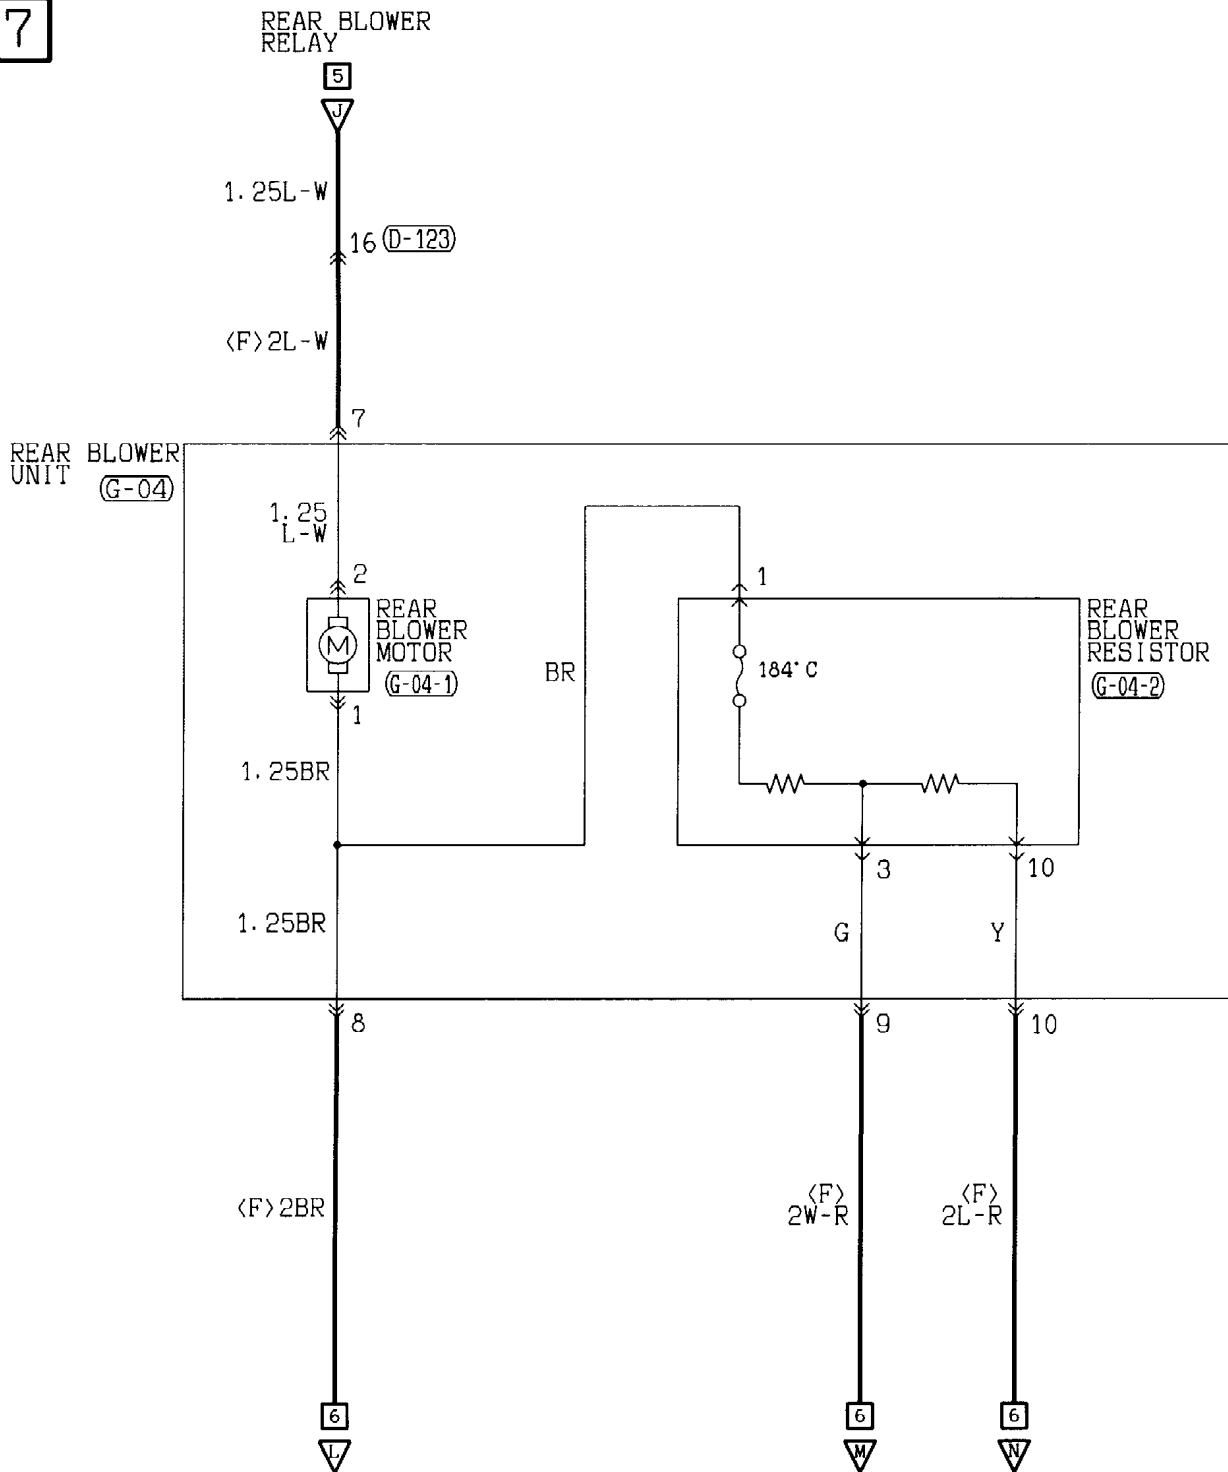 7
REAR BLOWER
RELAY
5
J
1.25L-W
16 (D-123)
<F>2L-W
7
REAR BLOWER
UNIT
(G-04)
1.25
L-W
2
1
REAR
BLOWER
MOTOR
M
(G-04-1)
REAR
BLOWER
RESISTOR
(G-04-2)
BR
184°C
1
1.25BR
3
10
1.25BR
G
Y
8
9
10
<F>2BR
<F>
2W-R
<F>
2L-R
6
6
6
L
M
N